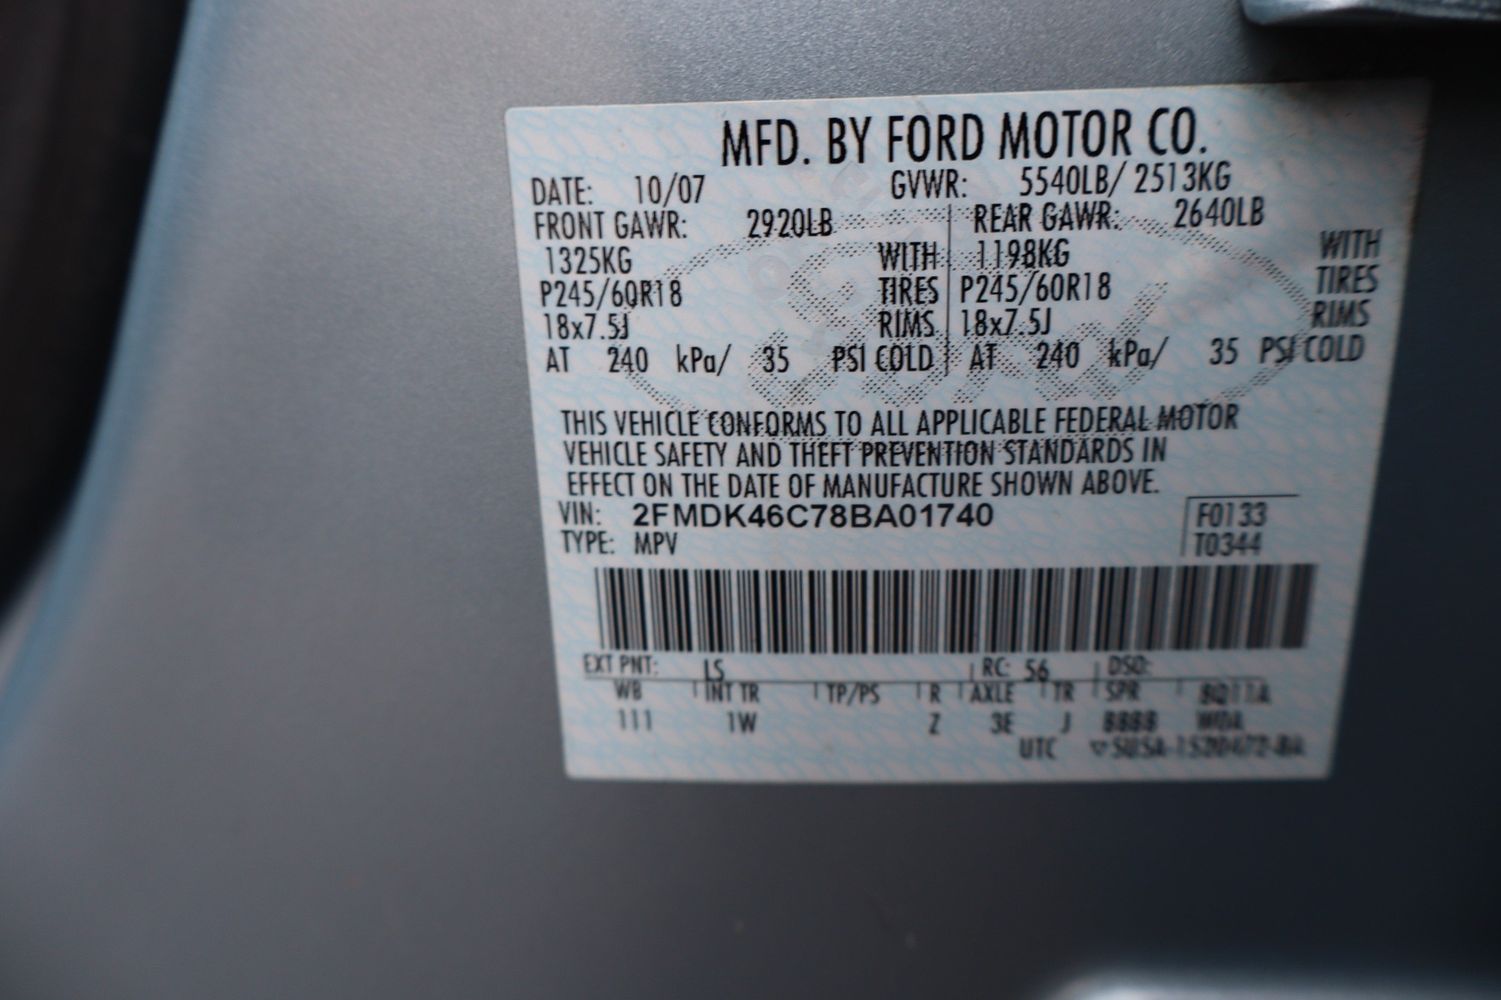 MFD. BY FORD MOTOR CO.
DATE: 10/07 GVWR: 5540LB/ 2513KG
FRONT GAWR: 2920LB REAR GAWR: 2640LB
1325KG WITH 1198KG WITH
P245/60R18 TIRES P245/60R18 TIRES
18x7.5J RIMS 18x7.5J RIMS
AT 240 kPa/ 35 PSI COLD AT 240 kPa/ 35 PSI COLD
THIS VEHICLE CONFORMS TO ALL APPLICABLE FEDERAL MOTOR
VEHICLE SAFETY AND THEFT PREVENTION STANDARDS IN
EFFECT ON THE DATE OF MANUFACTURE SHOWN ABOVE.
VIN: 2FMDK46C78BA01740 F0133
TYPE: MPV T0344
EXT PNT: LS RC: 56 DSO:
WB INT TR TP/PS R AXLE TR SPR
111 1W Z 3E J BBBB
UTC